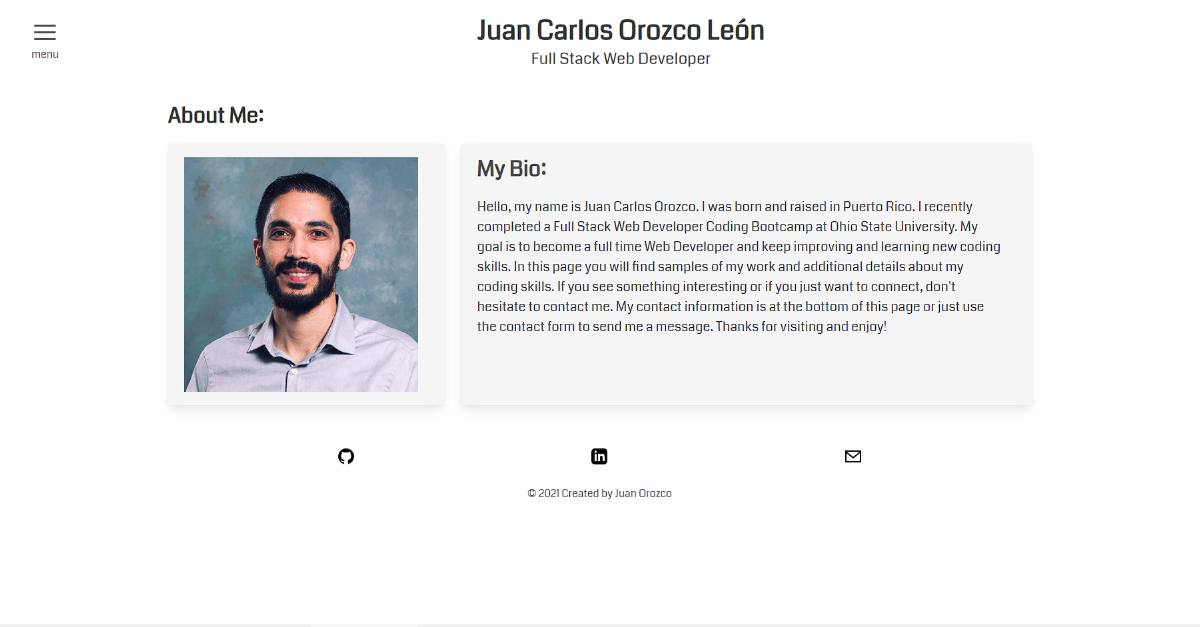 Juan Carlos Orozco León
menu
Full Stack Web Developer
About Me:
My Bio:
Hello, my name is Juan Carlos Orozco. I was born and raised in Puerto Rico. I recently
completed a Full Stack Web Developer Coding Bootcamp at Ohio State University. My
goal is to become a full time Web Developer and keep improving and learning new coding
skills. In this page you will find samples of my work and additional details about my
coding skills. If you see something interesting or if you just want to connect, don't
hesitate to contact me. My contact information is at the bottom of this page or just use
the contact form to send me a message. Thanks for visiting and enjoy!
in
© 2021 Created by Juan Orozco